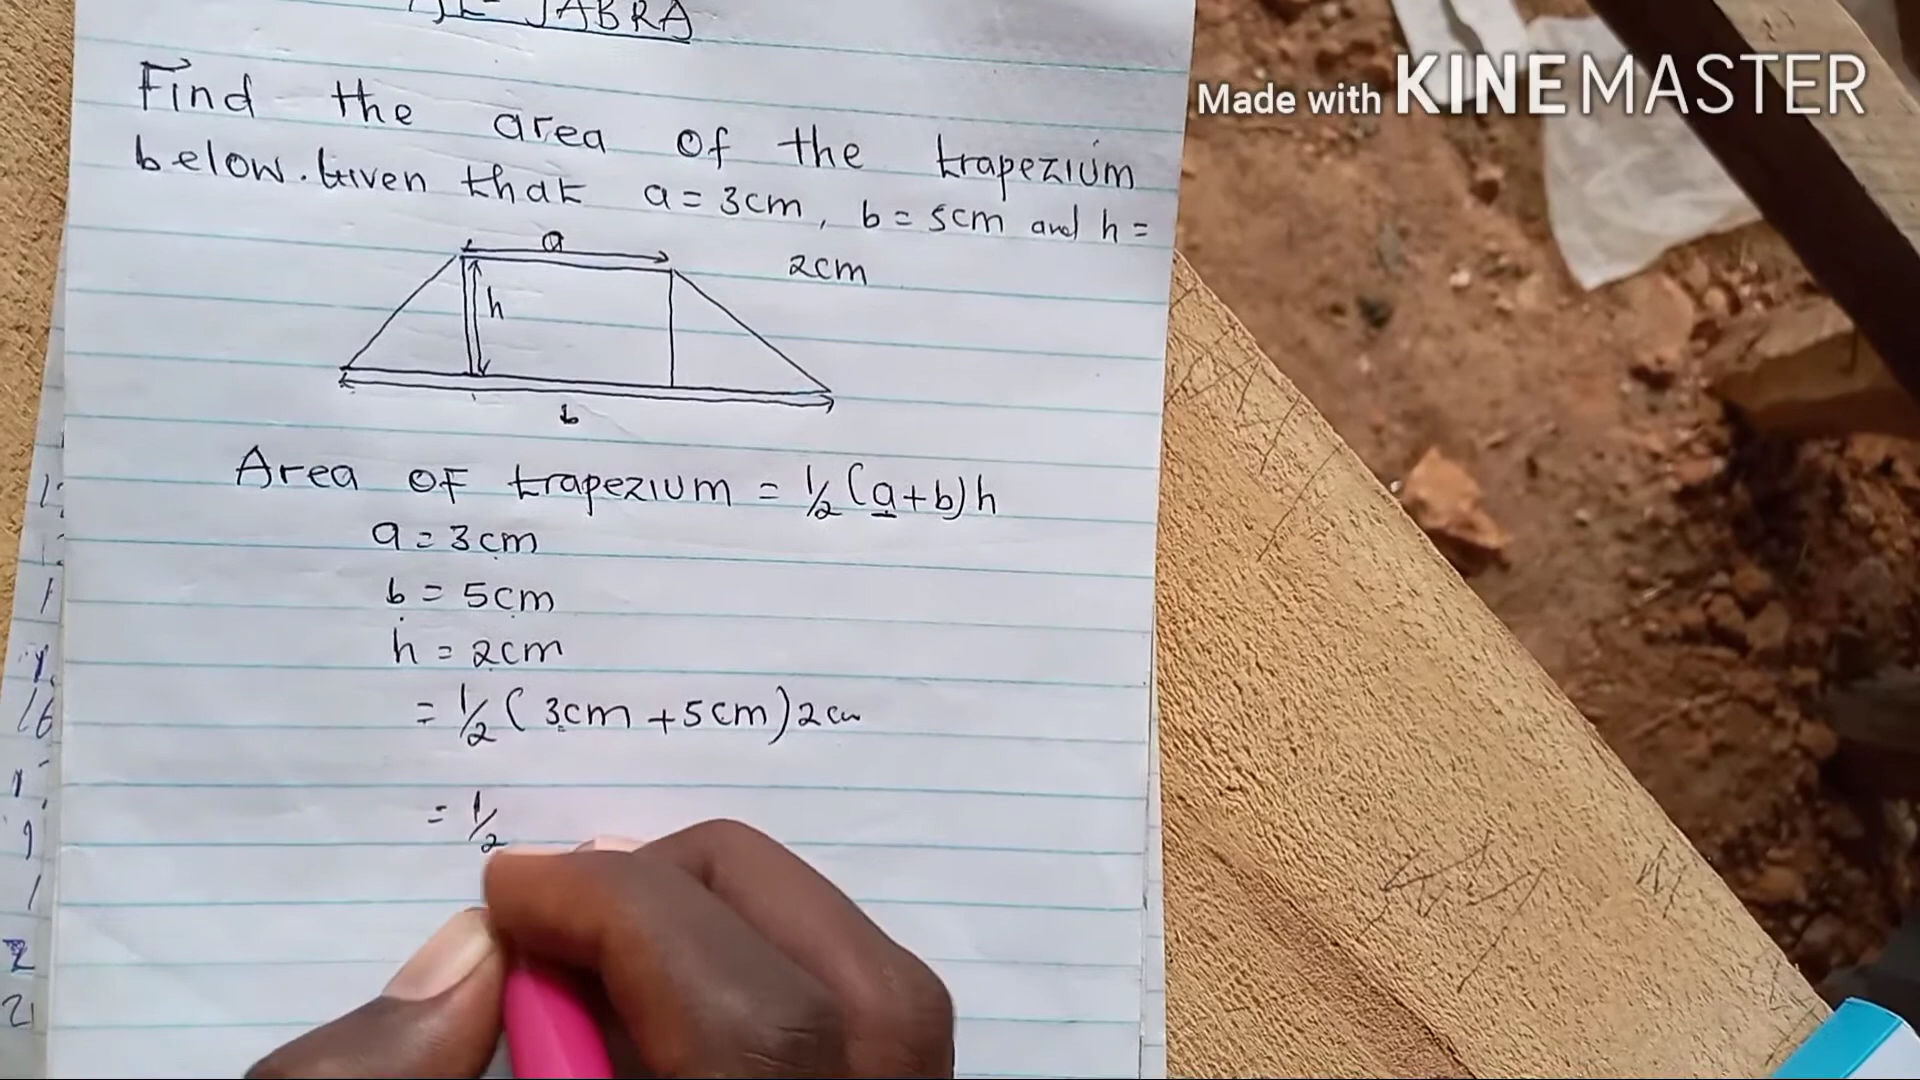 JABRA
Made with KINEMASTER
Find the area of the trapezium
below. Given that a = 3cm, b = 5cm and h =
2cm
a
h
b
Area OF trapezium = 1/2 (a+b)h
a = 3cm
b = 5cm
h = 2cm
= 1/2 (3cm + 5cm)2cm
= 1/2